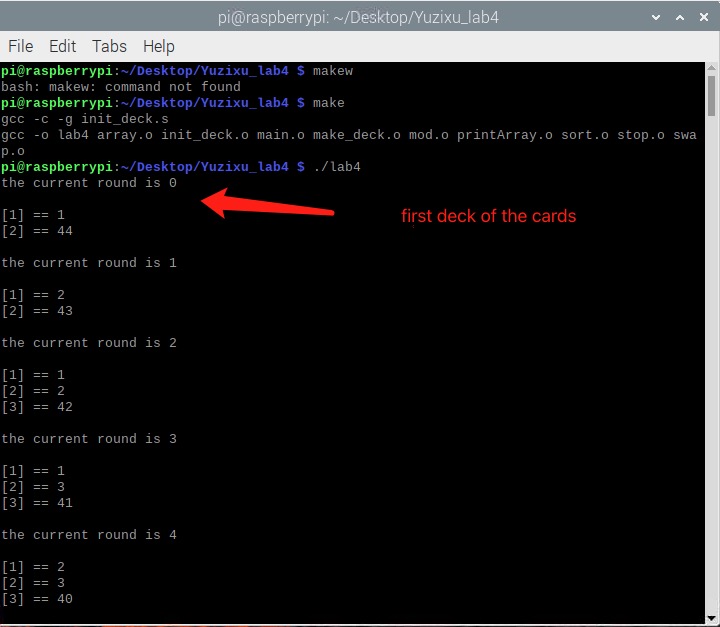 pi@raspberrypi: ~/Desktop/Yuzixu_lab4
File Edit Tabs Help
pi@raspberrypi:~/Desktop/Yuzixu_lab4 $ makew
bash: makew: command not found
pi@raspberrypi:~/Desktop/Yuzixu_lab4 $ make
gcc -c -g init_deck.s
gcc -o lab4 array.o init_deck.o main.o make_deck.o mod.o printArray.o sort.o stop.o swa
p.o
pi@raspberrypi:~/Desktop/Yuzixu_lab4 $ ./lab4
the current round is 0
first deck of the cards
[1] == 1
[2] == 44
the current round is 1
[1] == 2
[2] == 43
the current round is 2
[1] == 1
[2] == 2
[3] == 42
the current round is 3
[1] == 1
[2] == 3
[3] == 41
the current round is 4
[1] == 2
[2] == 3
[3] == 40